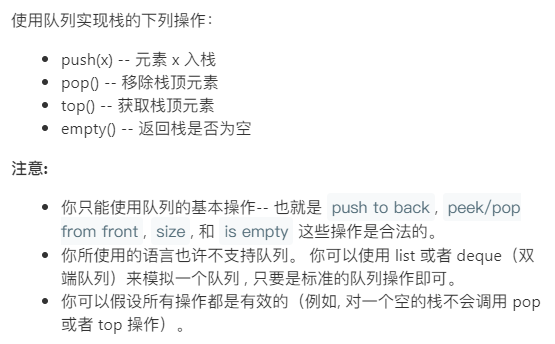 使用队列实现栈的下列操作：
push(x) -- 元素 x 入栈
pop() -- 移除栈顶元素
top() -- 获取栈顶元素
empty() -- 返回栈是否为空
注意:
你只能使用队列的基本操作-- 也就是 push to back, peek/pop
from front, size, 和 is empty 这些操作是合法的。
你所使用的语言也许不支持队列。 你可以使用 list 或者 deque（双
端队列）来模拟一个队列 , 只要是标准的队列操作即可。
你可以假设所有操作都是有效的（例如, 对一个空的栈不会调用 pop
或者 top 操作）。